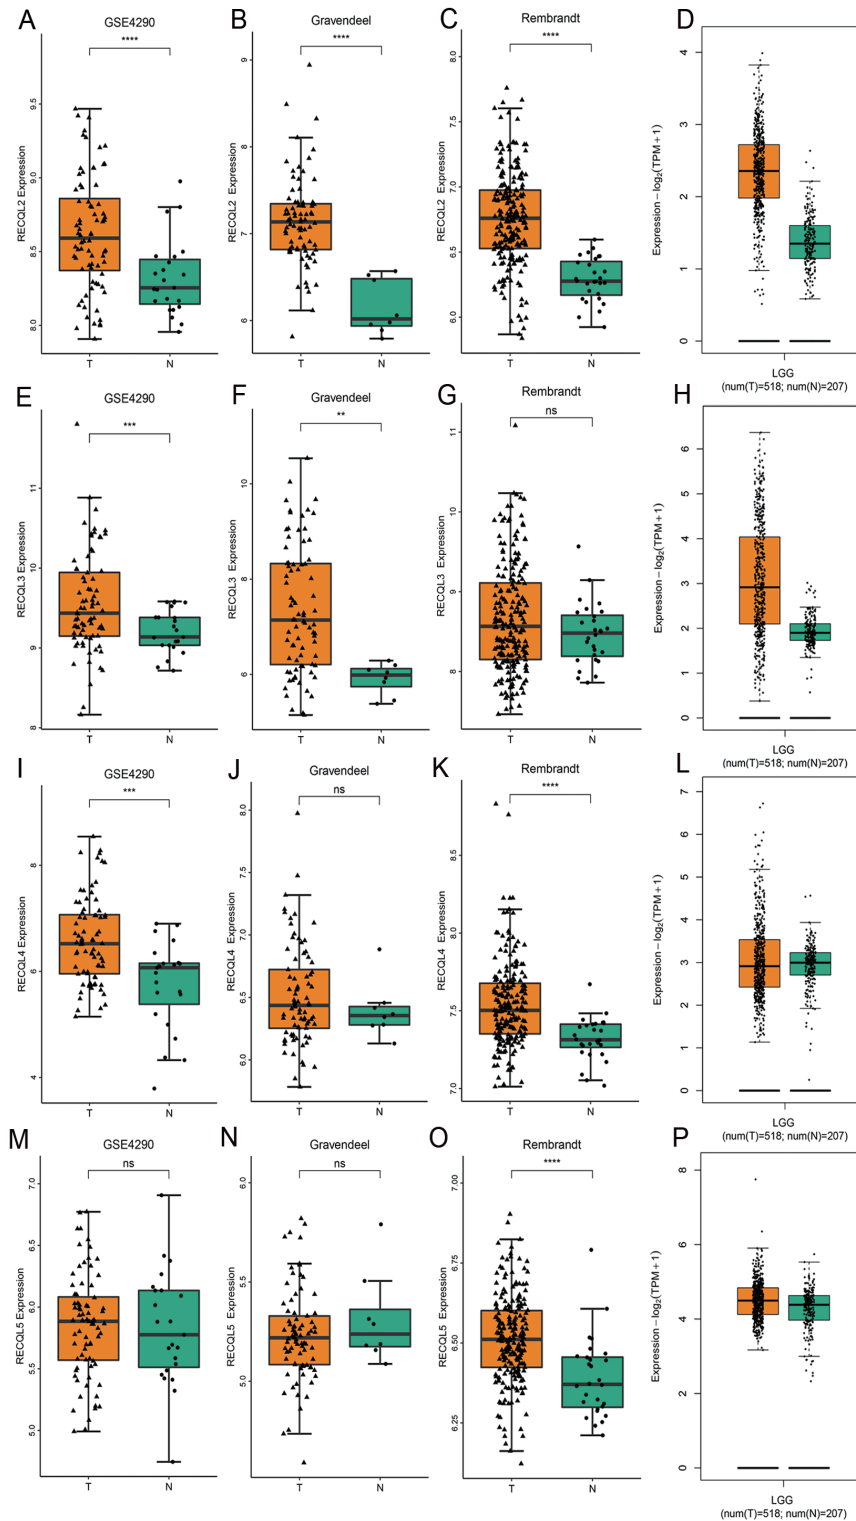 A
GSE4290
****
RECQL2 Expression
9.5
9.0
8.5
8.0
T
N
B
Gravendeel
****
RECQL2 Expression
9
8
7
6
T
N
C
Rembrandt
****
RECQL2 Expression
8.0
7.5
7.0
6.5
6.0
T
N
D
Expression − log₂(TPM + 1)
4
3
2
1
0
LGG
(num(T)=518; num(N)=207)
E
GSE4290
***
RECQL3 Expression
11
10
9
8
T
N
F
Gravendeel
**
RECQL3 Expression
10
8
6
T
N
G
Rembrandt
ns
RECQL3 Expression
11
10
9
8
T
N
H
Expression − log₂(TPM + 1)
6
5
4
3
2
1
0
LGG
(num(T)=518; num(N)=207)
I
GSE4290
***
RECQL4 Expression
8
6
4
T
N
J
Gravendeel
ns
RECQL4 Expression
8.0
7.5
7.0
6.5
6.0
T
N
K
Rembrandt
****
RECQL4 Expression
8.5
8.0
7.5
7.0
T
N
L
Expression − log₂(TPM + 1)
7
6
5
4
3
2
1
0
LGG
(num(T)=518; num(N)=207)
M
GSE4290
ns
RECQL5 Expression
7.0
6.5
6.0
5.5
5.0
T
N
N
Gravendeel
ns
RECQL5 Expression
6.0
5.5
5.0
T
N
O
Rembrandt
****
RECQL5 Expression
7.00
6.75
6.50
6.25
T
N
P
Expression − log₂(TPM + 1)
8
6
4
2
0
LGG
(num(T)=518; num(N)=207)